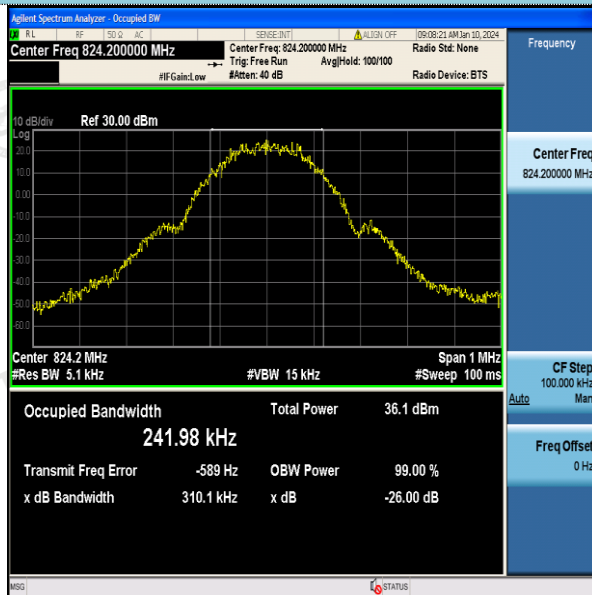 Agilent Spectrum Analyzer - Occupied BW
RL RF 50 Ω AC SENSE:INT ALIGN OFF 09:08:21 AM Jan 10, 2024
Center Freq 824.200000 MHz
Center Freq: 824.200000 MHz
Radio Std: None
Trig: Free Run Avg|Hold: 100/100
#IFGain:Low #Atten: 40 dB Radio Device: BTS
10 dB/div Ref 30.00 dBm
Log
20.0
10.0
0.00
-10.0
-20.0
-30.0
-40.0
-50.0
-60.0
Center 824.2 MHz Span 1 MHz
#Res BW 5.1 kHz #VBW 15 kHz #Sweep 100 ms
Occupied Bandwidth Total Power 36.1 dBm
241.98 kHz
Transmit Freq Error -589 Hz OBW Power 99.00 %
x dB Bandwidth 310.1 kHz x dB -26.00 dB
MSG STATUS
Frequency
Center Freq
824.200000 MHz
CF Step
100.000 kHz
Auto Man
Freq Offset
0 Hz